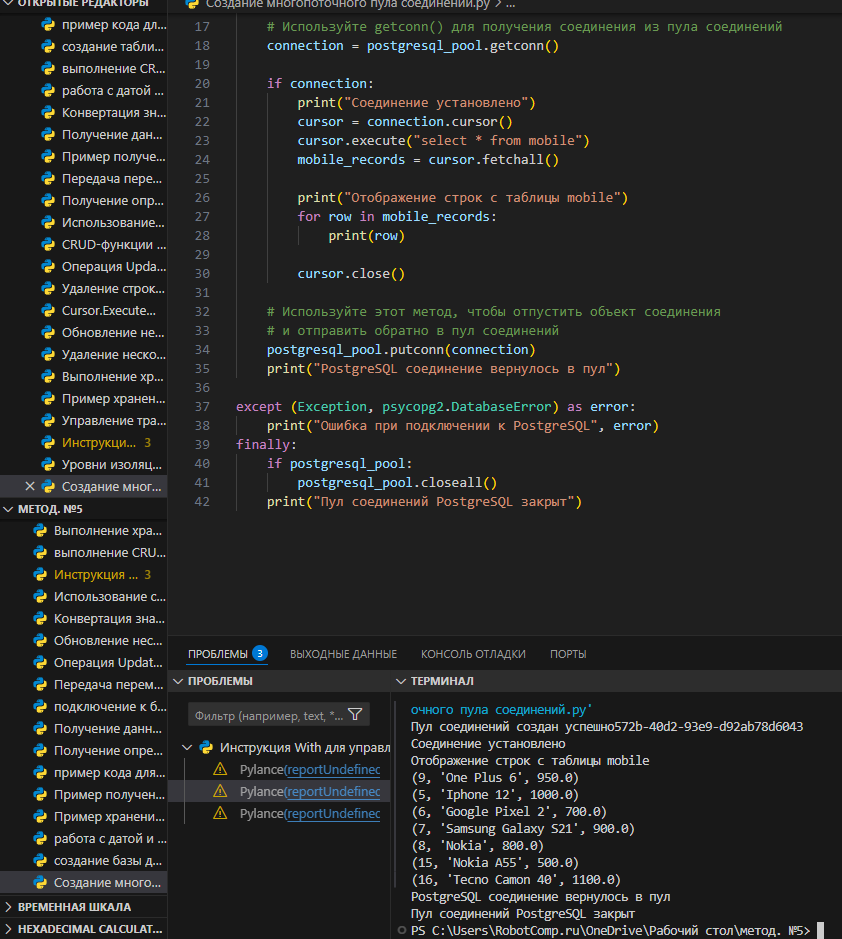 ОТКРЫТЫЕ РЕДАКТОРЫ
пример кода дл...
создание табли...
выполнение CR...
работа с датой ...
Конвертация зн...
Получение дан...
Пример получе...
Передача пере...
Получение опр...
Использование...
CRUD-функции ...
Операция Upda...
Удаление строк...
Cursor.Execute...
Обновление не...
Удаление неско...
Выполнение хр...
Пример хранен...
Управление тра...
Инструкци... 3
Уровни изоляц...
Создание мног...
МЕТОД. №5
Выполнение хра...
выполнение CRU...
Инструкция ... 3
Использование с...
Конвертация зна...
Обновление нес...
Операция Updat...
Передача перем...
подключение к б...
Получение данн...
Получение опре...
пример кода для...
Пример получен...
Пример хранени...
работа с датой и ...
создание базы д...
Создание много...
ВРЕМЕННАЯ ШКАЛА
HEXADECIMAL CALCULAT...
Создание многопоточного пула соединений.py > ...
17 # Используйте getconn() для получения соединения из пула соединений
18 connection = postgresql_pool.getconn()
19
20 if connection:
21 print("Соединение установлено")
22 cursor = connection.cursor()
23 cursor.execute("select * from mobile")
24 mobile_records = cursor.fetchall()
25
26 print("Отображение строк с таблицы mobile")
27 for row in mobile_records:
28 print(row)
29
30 cursor.close()
31
32 # Используйте этот метод, чтобы отпустить объект соединения
33 # и отправить обратно в пул соединений
34 postgresql_pool.putconn(connection)
35 print("PostgreSQL соединение вернулось в пул")
36
37 except (Exception, psycopg2.DatabaseError) as error:
38 print("Ошибка при подключении к PostgreSQL", error)
39 finally:
40 if postgresql_pool:
41 postgresql_pool.closeall()
42 print("Пул соединений PostgreSQL закрыт")
ПРОБЛЕМЫ 3 ВЫХОДНЫЕ ДАННЫЕ КОНСОЛЬ ОТЛАДКИ ПОРТЫ
ПРОБЛЕМЫ
Фильтр (например, text, *...
Инструкция With для управл
Pylance(reportUndefinec
Pylance(reportUndefinec
Pylance(reportUndefinec
ТЕРМИНАЛ
очного пула соединений.py'
Пул соединений создан успешно572b-40d2-93e9-d92ab78d6043
Соединение установлено
Отображение строк с таблицы mobile
(9, 'One Plus 6', 950.0)
(5, 'Iphone 12', 1000.0)
(6, 'Google Pixel 2', 700.0)
(7, 'Samsung Galaxy S21', 900.0)
(8, 'Nokia', 800.0)
(15, 'Nokia A55', 500.0)
(16, 'Tecno Camon 40', 1100.0)
PostgreSQL соединение вернулось в пул
Пул соединений PostgreSQL закрыт
PS C:\Users\RobotComp.ru\OneDrive\Рабочий стол\метод. №5>